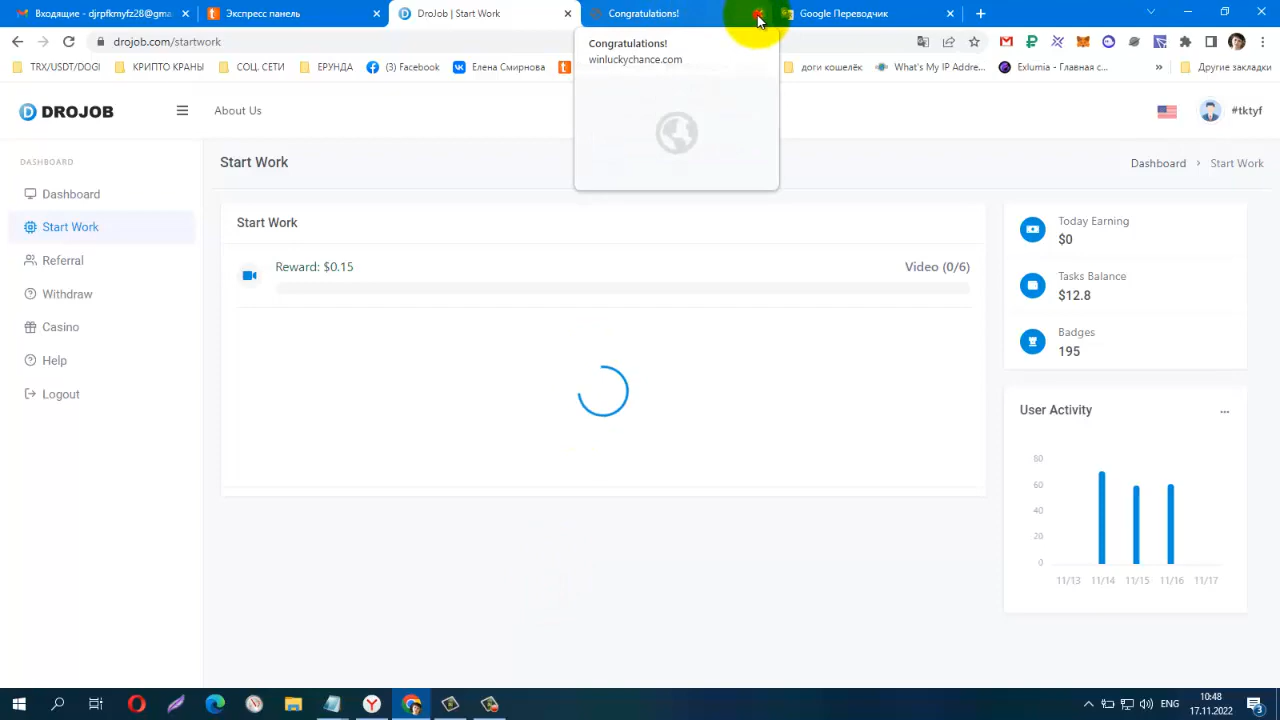 Входящие - djrpfkmyfz28@gma
Экспресс панель
DroJob | Start Work
Congratulations!
Google Переводчик
drojob.com/startwork
Congratulations!
winluckychance.com
TRX/USDT/DOGI
КРИПТО КРАНЫ
СОЦ. СЕТИ
ЕРУНДА
(3) Facebook
Елена Смирнова
доги кошелёк
What's My IP Addre...
Exlumia - Главная с...
»
Другие закладки
DROJOB
About Us
#tktyf
DASHBOARD
Dashboard
Start Work
Referral
Withdraw
Casino
Help
Logout
Start Work
Dashboard > Start Work
Start Work
Reward: $0.15
Video (0/6)
Today Earning
$0
Tasks Balance
$12.8
Badges
195
User Activity
...
80
60
40
20
0
11/13 11/14 11/15 11/16 11/17
ENG
10:48
17.11.2022
3